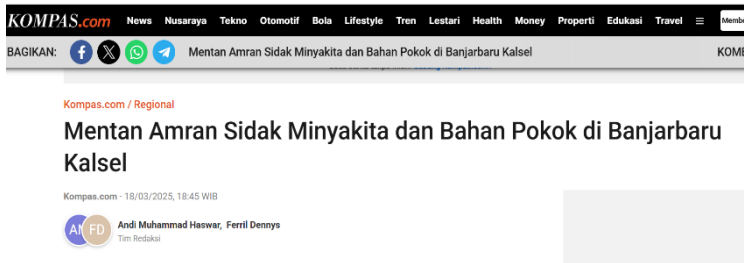 KOMPAS.com News Nusaraya Tekno Otomotif Bola Lifestyle Tren Lestari Health Money Properti Edukasi Travel
BAGIKAN: Mentan Amran Sidak Minyakita dan Bahan Pokok di Banjarbaru Kalsel
Kompas.com / Regional
Mentan Amran Sidak Minyakita dan Bahan Pokok di Banjarbaru
Kalsel
Kompas.com - 18/03/2025, 18:45 WIB
FD
Andi Muhammad Haswar, Ferril Dennys
Tim Redaksi